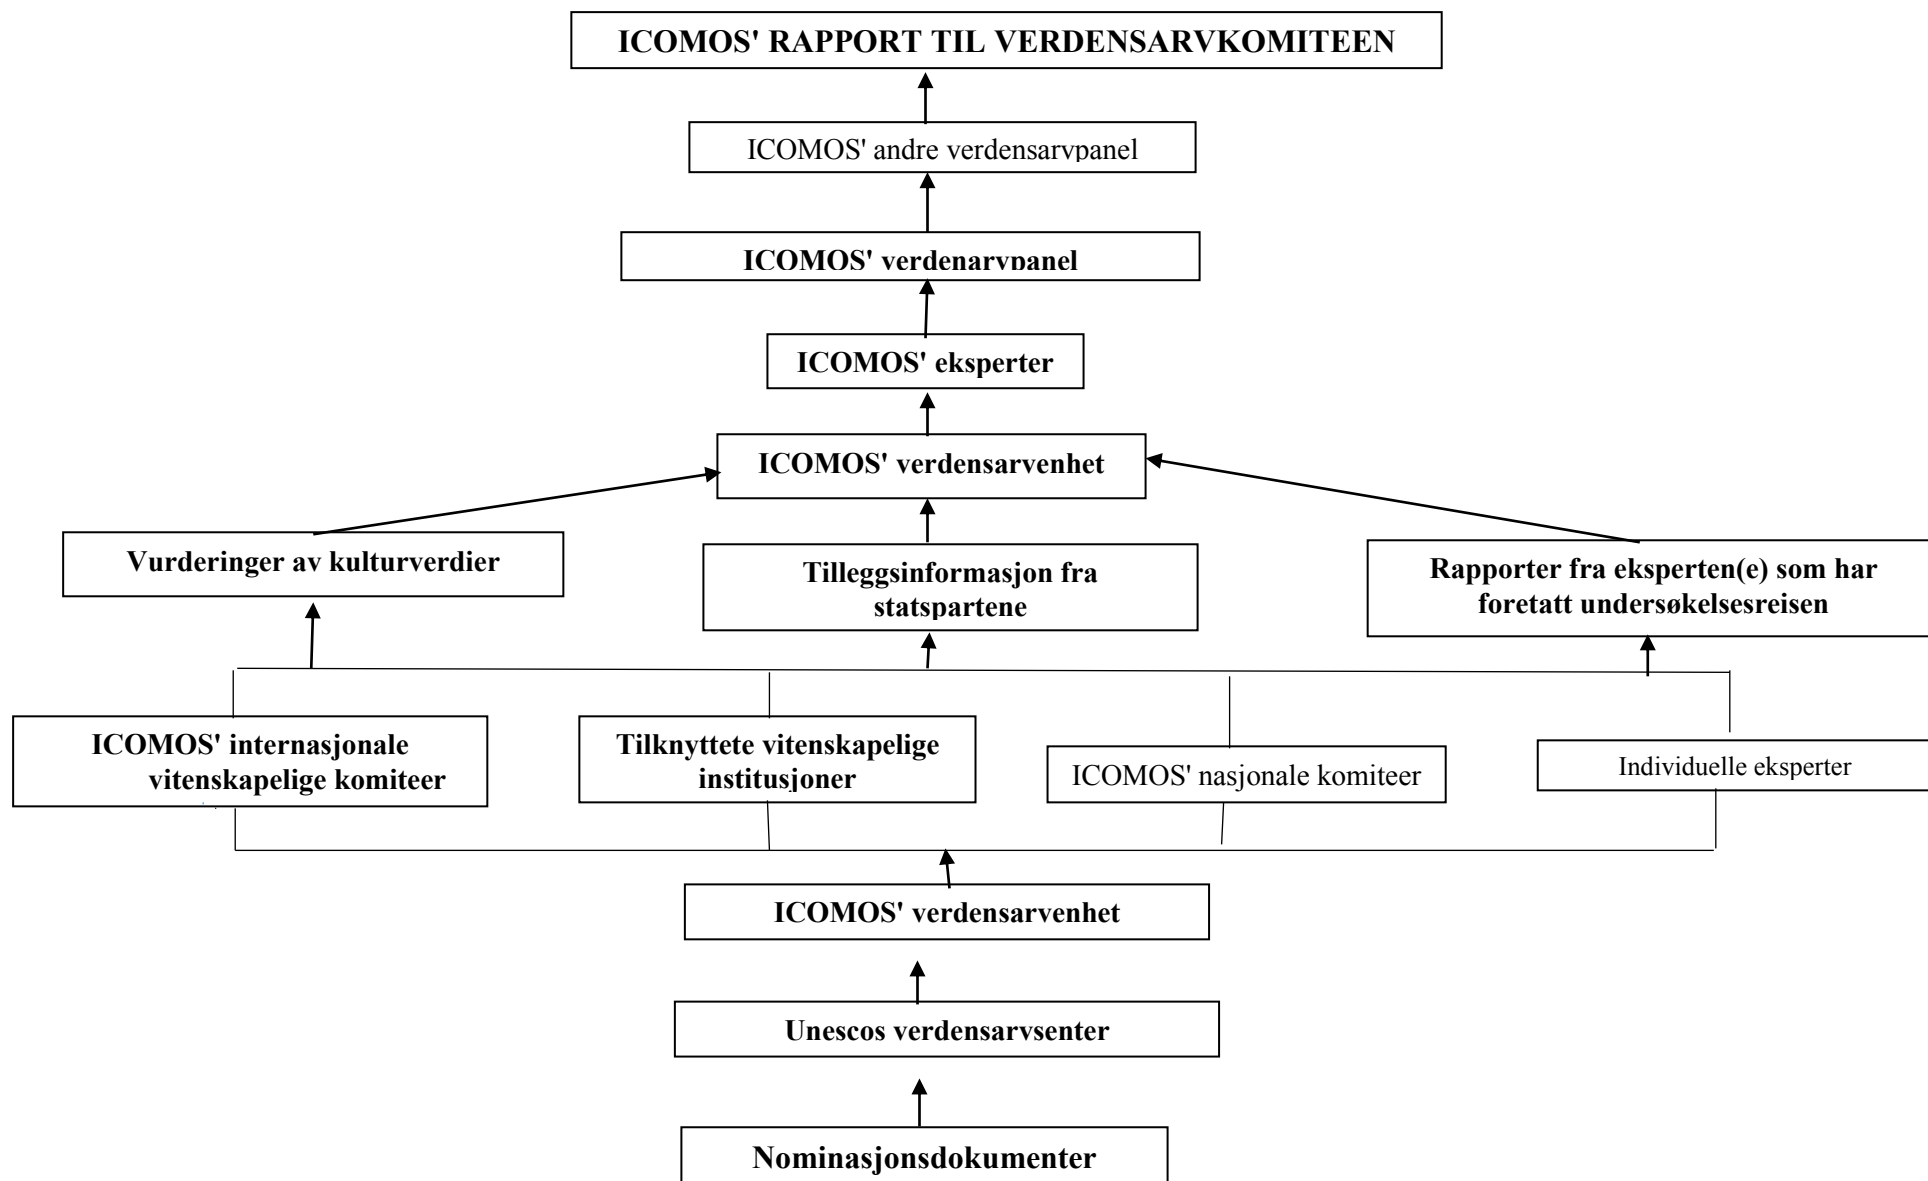 ICOMOS' RAPPORT TIL VERDENSARVKOMITEEN
ICOMOS' andre verdensarvpanel
ICOMOS' verdenarvpanel
ICOMOS' eksperter
ICOMOS' verdensarvenhet
Vurderinger av kulturverdier
Tilleggsinformasjon fra
statspartene
Rapporter fra eksperten(e) som har
foretatt undersøkelsesreisen
ICOMOS' internasjonale
vitenskapelige komiteer
Tilknyttete vitenskapelige
institusjoner
ICOMOS' nasjonale komiteer
Individuelle eksperter
ICOMOS' verdensarvenhet
Unescos verdensarvsenter
Nominasjonsdokumenter